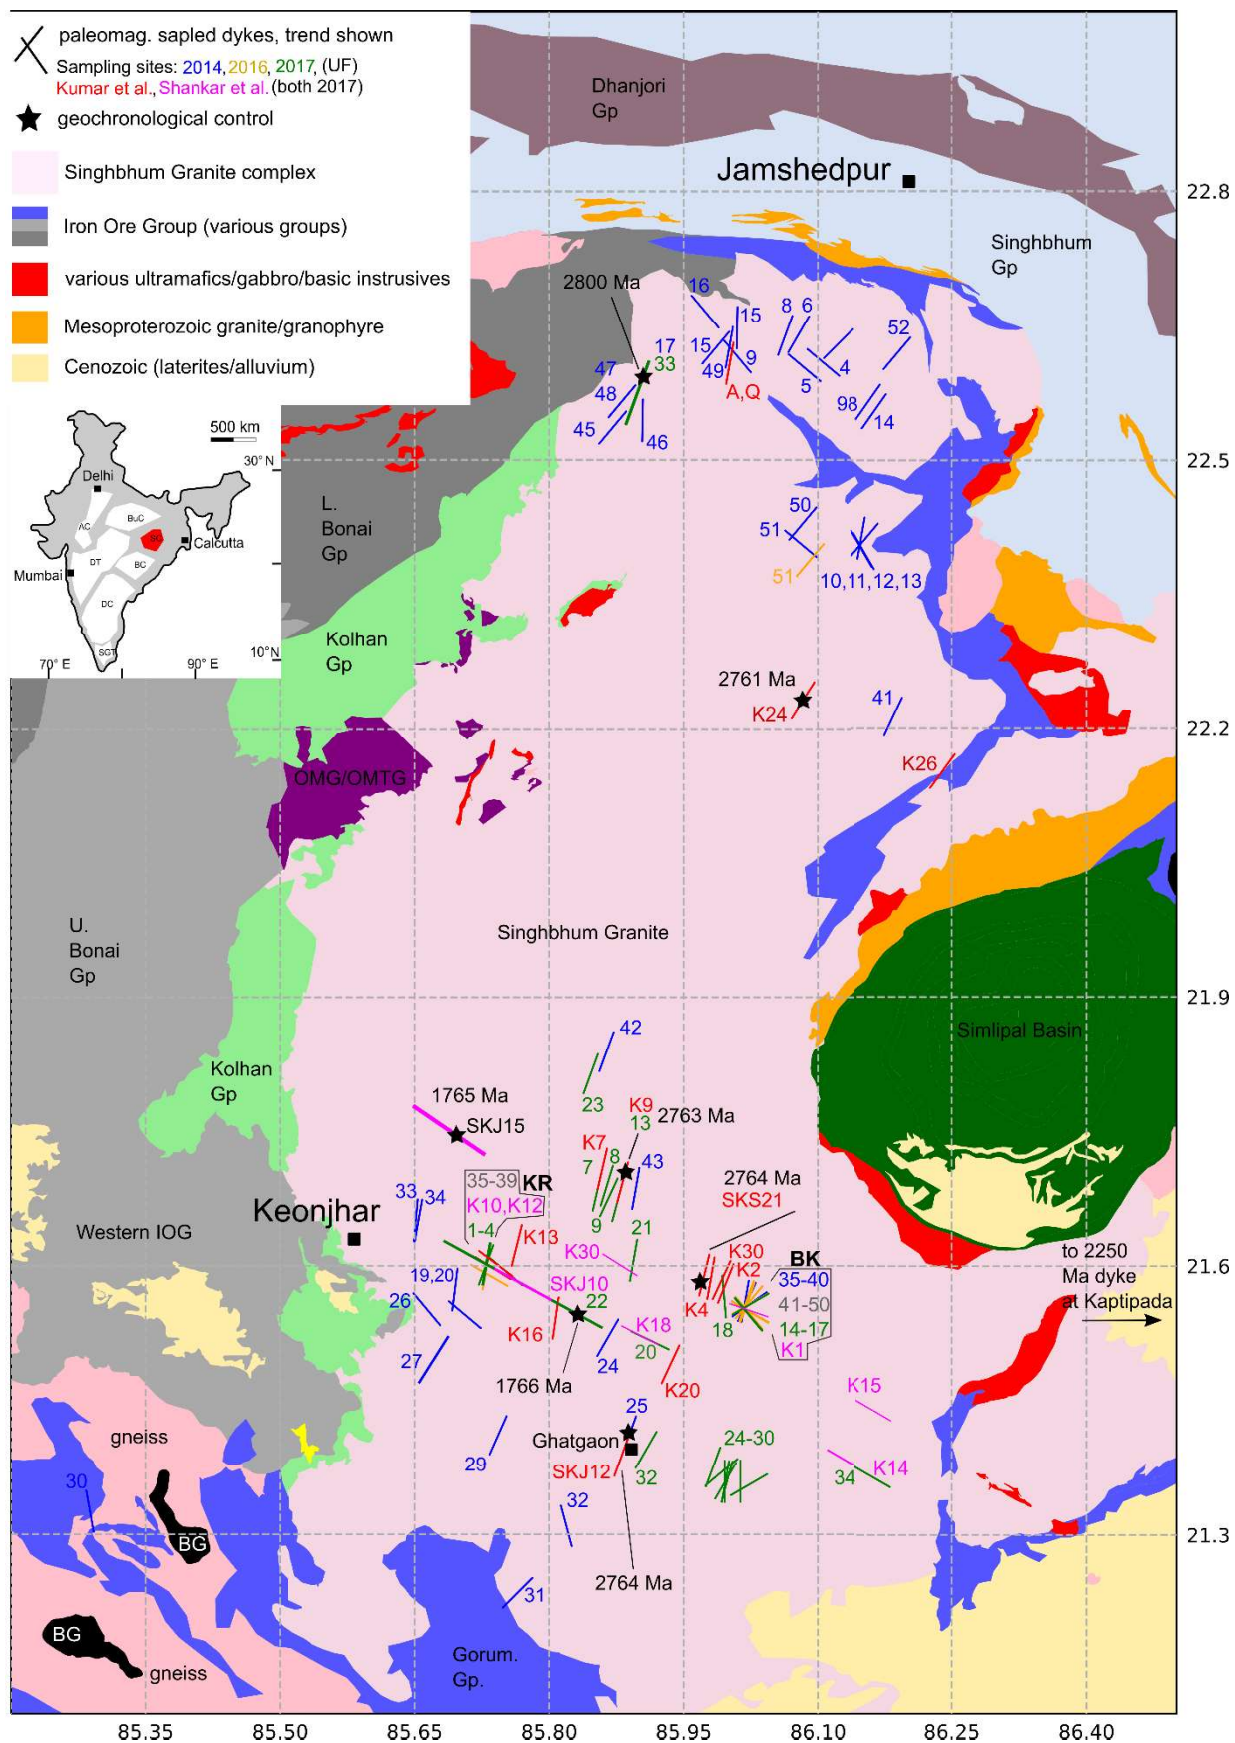 paleomag. sapled dykes, trend shown
Sampling sites: 2014, 2016, 2017, (UF)
Kumar et al., Shankar et al. (both 2017)
geochronological control
Singhbhum Granite complex
Iron Ore Group (various groups)
various ultramafics/gabbro/basic instrusives
Mesoproterozoic granite/granophyre
Cenozoic (laterites/alluvium)
500 km
30° N
Delhi
AC
BuC
Calcutta
DT
BC
Mumbai
DC
SGT
10°N
70° E
90° E
Dhanjori
Gp
Jamshedpur
22.8
Singhbhum
Gp
2800 Ma
16
15
8
6
52
17
33
15
49
9
4
5
47
48
A,Q
98
14
45
46
22.5
L.
Bonai
Gp
50
51
51
10,11,12,13
Kolhan
Gp
2761 Ma
K24
41
22.2
K26
OMG/OMTG
U.
Bonai
Gp
Singhbhum Granite
21.9
Simlipal Basin
42
Kolhan
Gp
23
1765 Ma
SKJ15
K9
13
2763 Ma
K7
8
7
43
9
2764 Ma
SKS21
35-39
KR
K10,K12
1-4
33
34
Keonjhar
Western IOG
K13
K30
21
K30
K2
BK
35-40
41-50
14-17
K1
to 2250
Ma dyke
at Kaptipada
21.6
19,20
26
SKJ10
22
K4
18
K16
K18
20
24
27
K20
K15
1766 Ma
25
Ghatgaon
24-30
29
SKJ12
32
34
K14
gneiss
30
32
BG
21.3
2764 Ma
31
BG
gneiss
Gorum.
Gp.
85.35
85.50
85.65
85.80
85.95
86.10
86.25
86.40